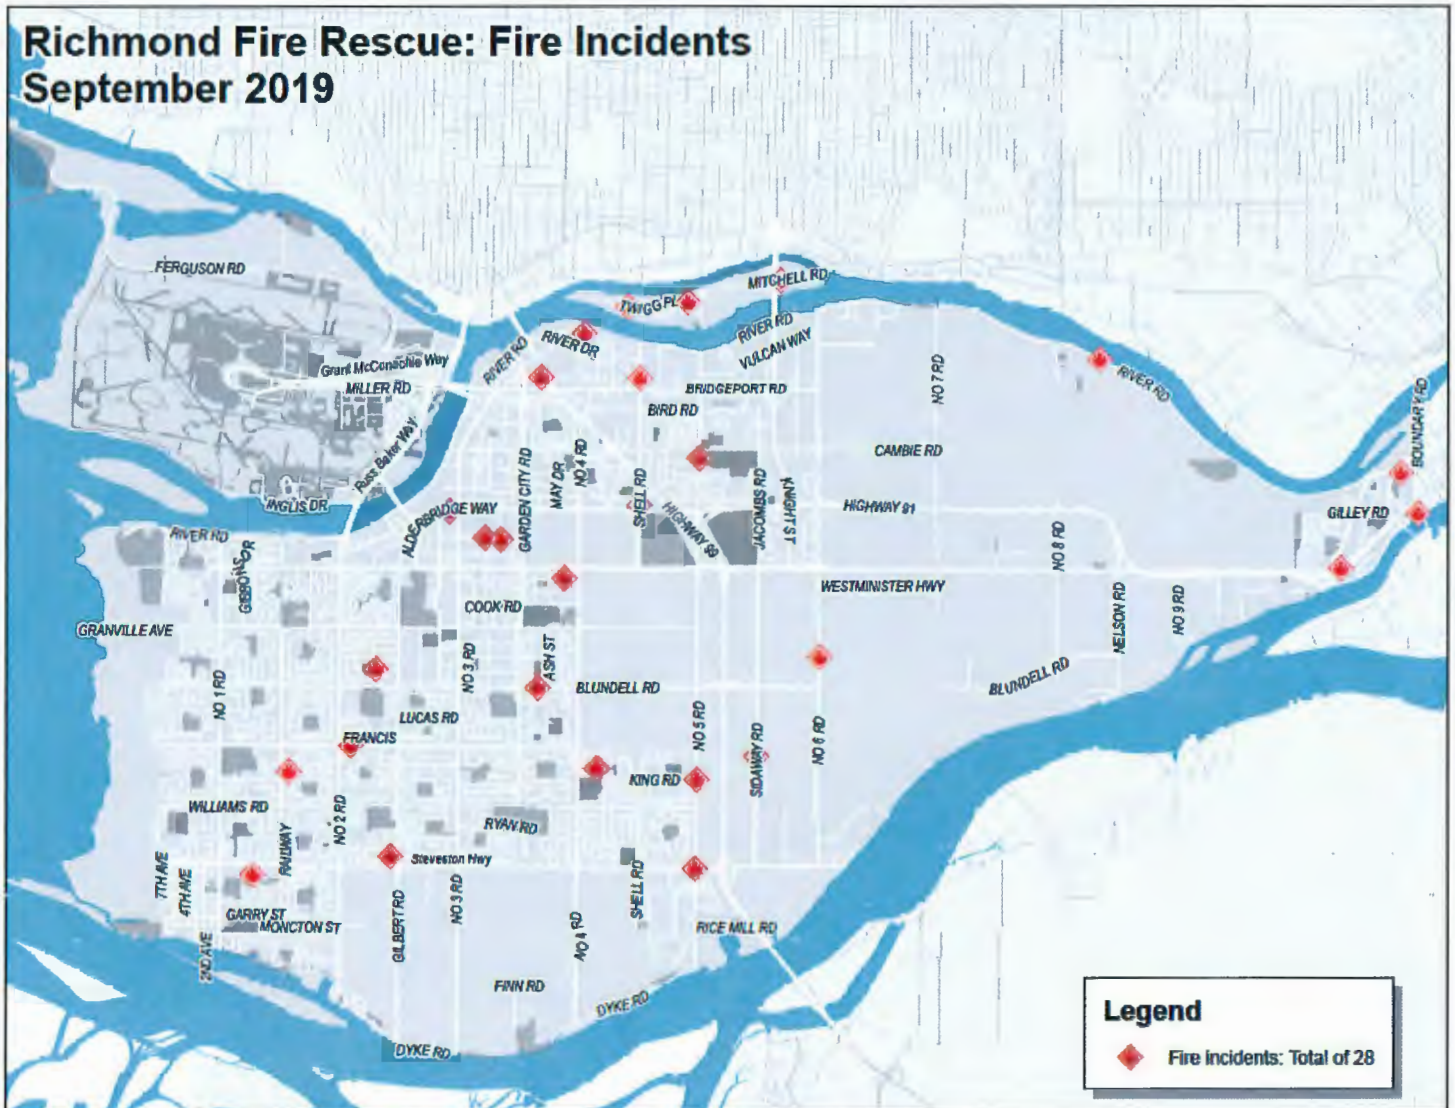 Richmond Fire Rescue: Fire Incidents
September 2019
FERGUSON RD
MITCHELL RD
TWIGG PL
RIVER RD
RIVER DR
RIVER RD
VULCAN WAY
Grant McConachie Way
MILLER RD
BRIDGEPORT RD
NO 7 RD
RIVER RD
BOUNDARY RD
BIRD RD
Russ Baker Way
GARDEN CITY RD
MAY DR
NO 4 RD
CAMBIE RD
INGLIS DR
ALDERBRIDGE WAY
SHELL RD
HIGHWAY 99
JACOMBS RD
KNIGHT ST
HIGHWAY 91
GILLEY RD
RIVER RD
GIBBONS DR
NO 8 RD
WESTMINISTER HWY
COOK RD
NELSON RD
NO 9 RD
GRANVILLE AVE
NO 3 RD
ASH ST
NO 1 RD
BLUNDELL RD
BLUNDELL RD
LUCAS RD
NO 5 RD
FRANCIS
SIDAWAY RD
NO 6 RD
KING RD
WILLIAMS RD
NO 2 RD
RYAN RD
RAILWAY
Steveston Hwy
7TH AVE
4TH AVE
SHELL RD
NO 3 RD
GILBERT RD
GARRY ST
MONCTON ST
NO 4 RD
RICE MILL RD
2ND AVE
FINN RD
DYKE RD
DYKE RD
Legend
Fire incidents: Total of 28